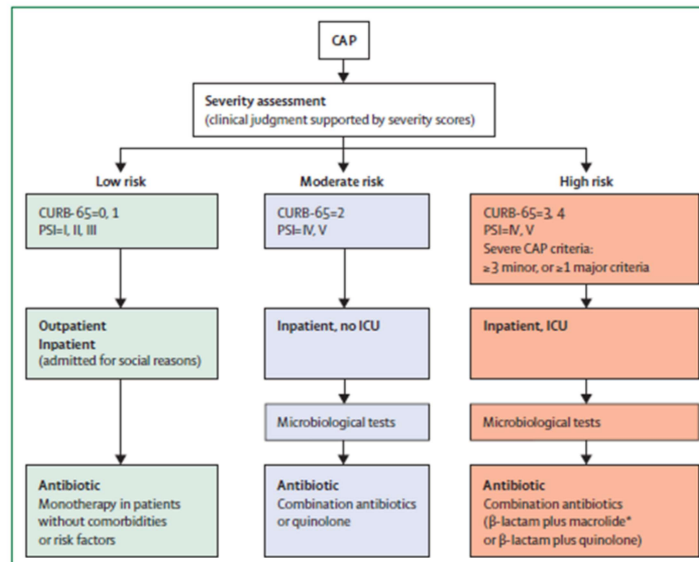 CAP
Severity assessment
(clinical judgment supported by severity scores)
Low risk
Moderate risk
High risk
CURB-65=0, 1
PSI=I, II, III
CURB-65=2
PSI=IV, V
CURB-65=3, 4
PSI=IV, V
Severe CAP criteria:
≥3 minor, or ≥1 major criteria
Outpatient
Inpatient
(admitted for social reasons)
Inpatient, no ICU
Inpatient, ICU
Microbiological tests
Microbiological tests
Antibiotic
Monotherapy in patients
without comorbidities
or risk factors
Antibiotic
Combination antibiotics
or quinolone
Antibiotic
Combination antibiotics
(β-lactam plus macrolide*
or β-lactam plus quinolone)